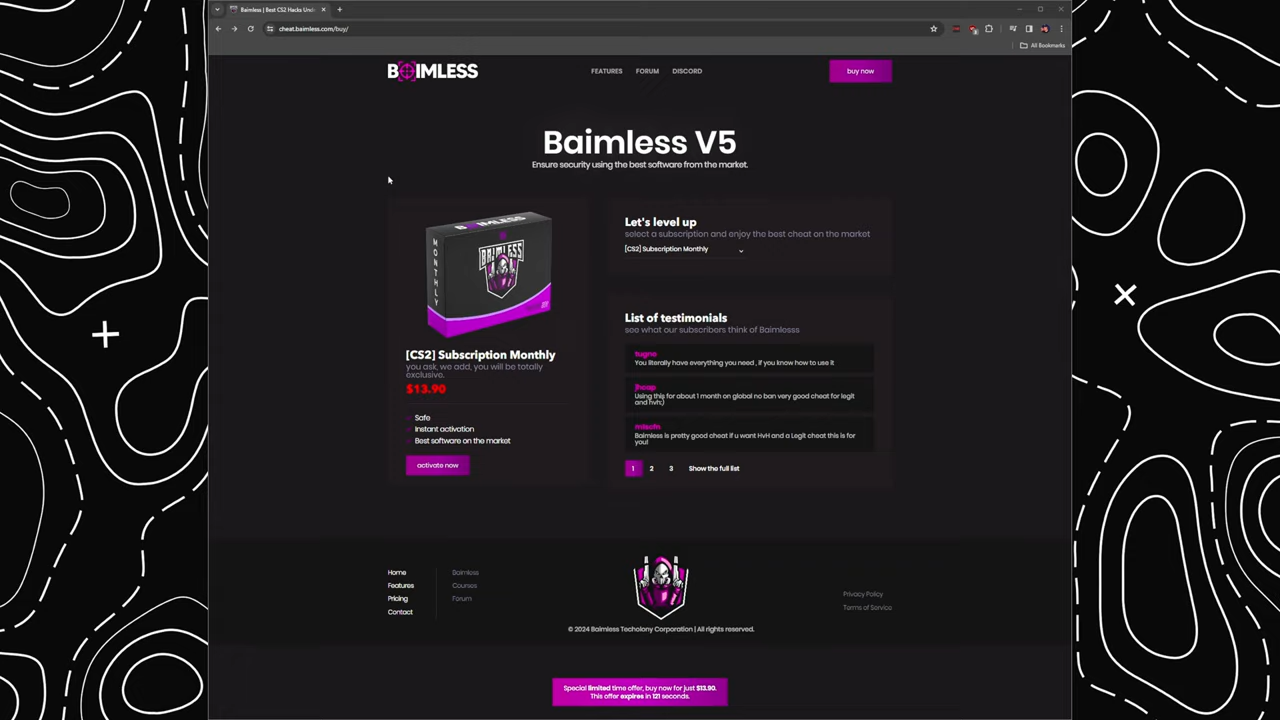 Baimless | Best CS2 Hacks Und
cheat.baimless.com/buy/
All Bookmarks
BOIMLESS
FEATURES
FORUM
DISCORD
buy now
Baimless V5
Ensure security using the best software from the market.
BOIMLESS
MONTHLY
BAIMLESS
[CS2] Subscription Monthly
you ask, we add, you will be totally
exclusive.
$13.90
Safe
Instant activation
Best software on the market
activate now
Let's level up
select a subscription and enjoy the best cheat on the market
[CS2] Subscription Monthly
List of testimonials
see what our subscribers think of Baimlesss
tugne
You literally have everything you need , if you know how to use it
jhcap
Using this for about 1 month on global no ban very good cheat for legit
and hvh:)
Baimless is pretty good cheat if u want HvH and a Legit cheat this is for
you!
1 2 3 Show the full list
Home
Features
Pricing
Contact
Baimless
Courses
Forum
© 2024 Baimless Techolony Corporation | All rights reserved.
Privacy Policy
Terms of Service
Special limited time offer, buy now for just $13.90.
This offer expires in 121 seconds.